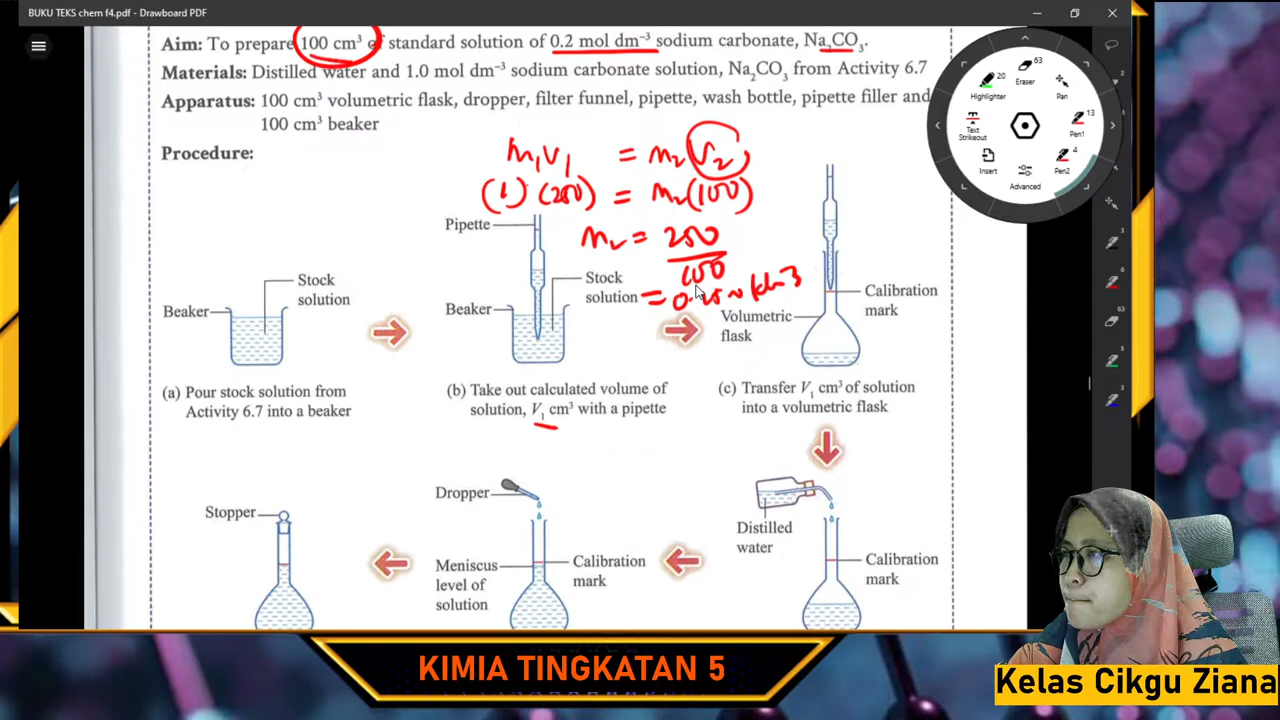 BUKU TEKS chem f4.pdf - Drawboard PDF
Aim: To prepare 100 cm³ of standard solution of 0.2 mol dm⁻³ sodium carbonate, Na₂CO₃.
Materials: Distilled water and 1.0 mol dm⁻³ sodium carbonate solution, Na₂CO₃ from Activity 6.7
Apparatus: 100 cm³ volumetric flask, dropper, filter funnel, pipette, wash bottle, pipette filler and
100 cm³ beaker
Procedure:
M₁V₁ = M₂V₂
(1) (250) = M₂(100)
M₂ = 250
100
Pipette
Stock
solution
Beaker
Stock
solution
Beaker
Calibration
mark
Volumetric
flask
(a) Pour stock solution from
Activity 6.7 into a beaker
(b) Take out calculated volume of
solution, V₁ cm³ with a pipette
(c) Transfer V₁ cm³ of solution
into a volumetric flask
Stopper
Dropper
Meniscus
level of
solution
Calibration
mark
Distilled
water
Calibration
mark
Highlighter
20
Eraser
63
Pan
Text
Strikeout
Pen1
13
Insert
Advanced
Pen2
4
KIMIA TINGKATAN 5
Kelas Cikgu Ziana